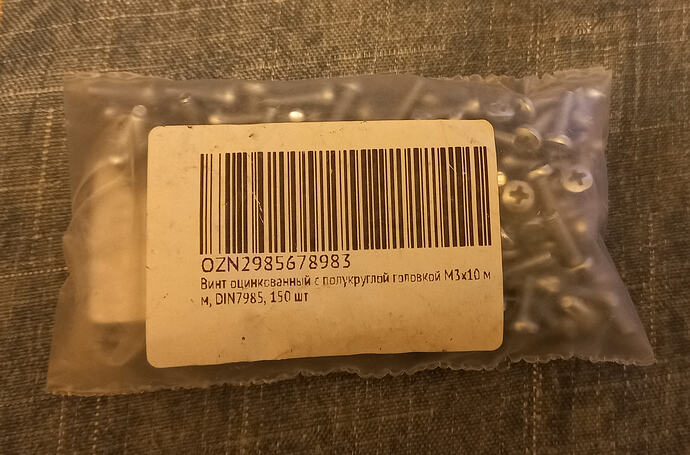 OZN2985678983
Винт оцинкованный с полукруглой головкой М3х10 м
м, DIN7985, 150 шт